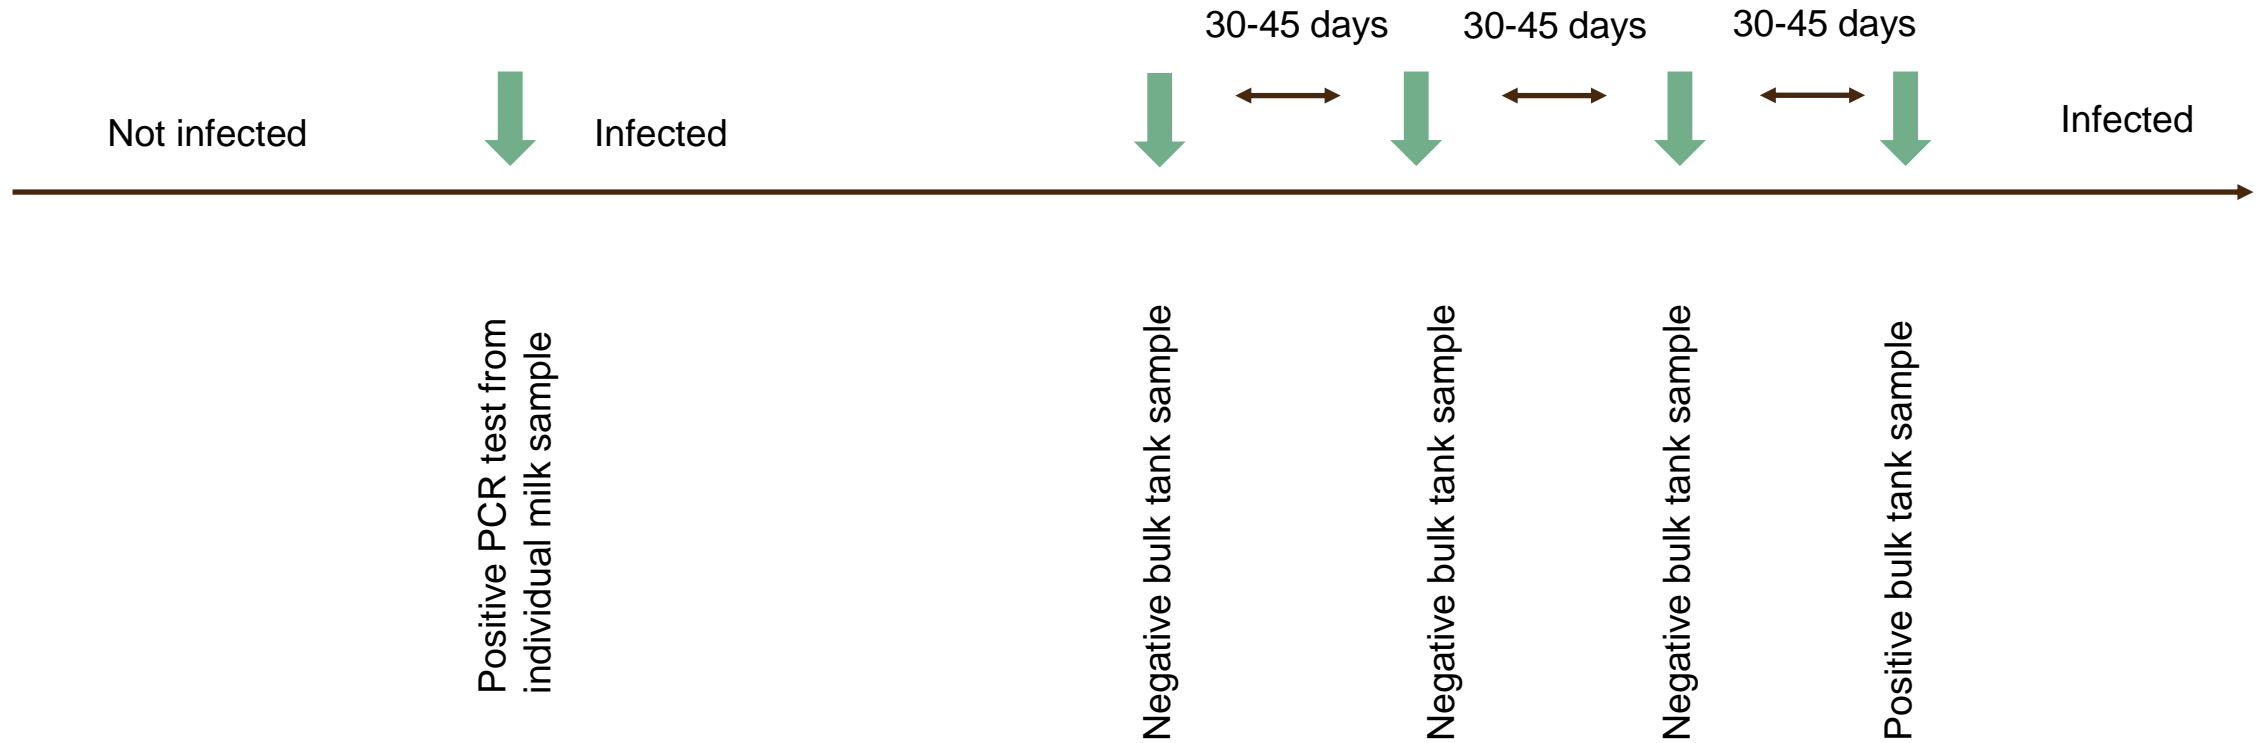 30-45 days
30-45 days
30-45 days
Not infected
Infected
Infected
Positive PCR test from
individual milk sample
Negative bulk tank sample
Negative bulk tank sample
Negative bulk tank sample
Positive bulk tank sample